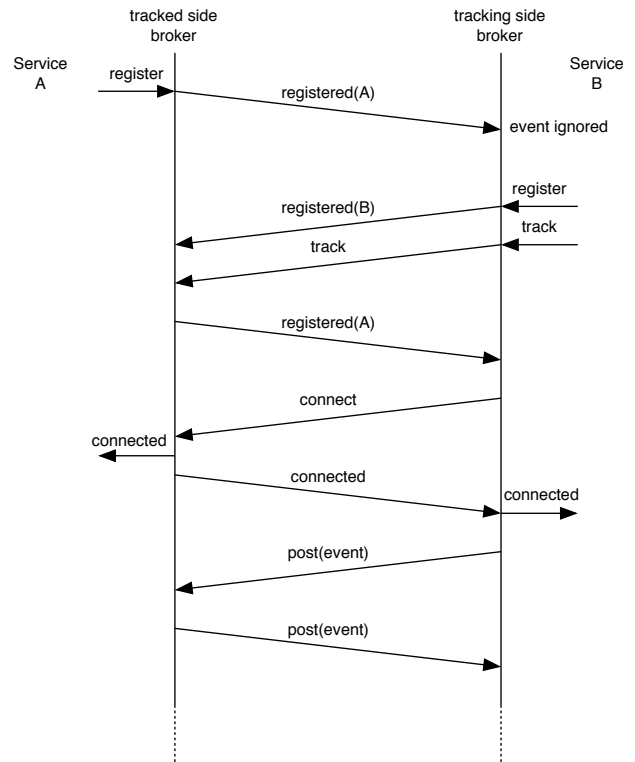 tracked side
broker
tracking side
broker
Service
A
Service
B
register
registered(A)
event ignored
register
registered(B)
track
track
registered(A)
connect
connected
connected
connected
post(event)
post(event)